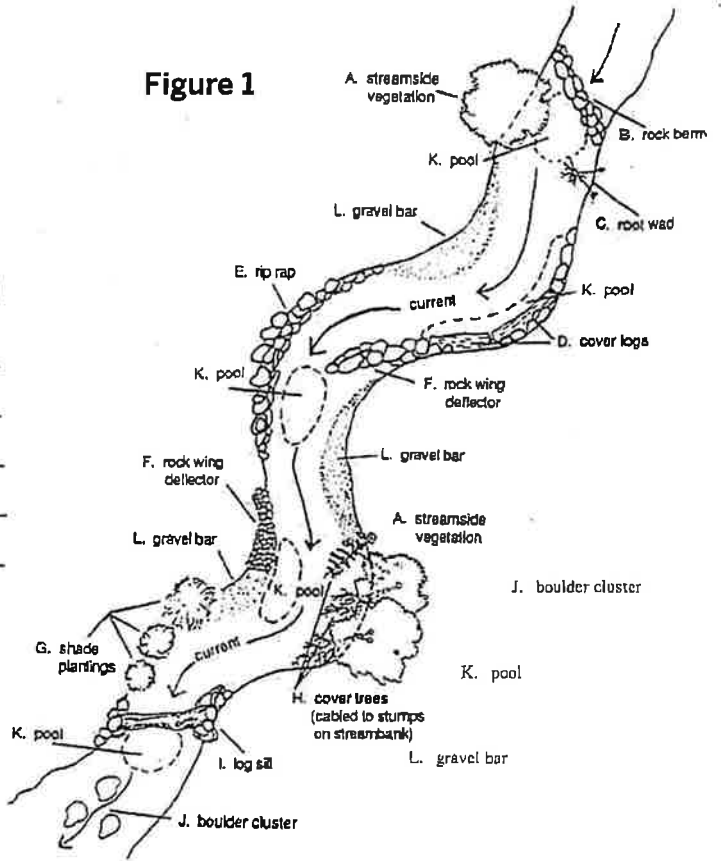 Figure 1
A. streamside
vegetation
B. rock berm
K. pool
C. root wad
L. gravel bar
E. rip rap
K. pool
current
D. cover logs
K. pool
F. rock wing
deflector
L. gravel bar
F. rock wing
deflector
A. streamside
vegetation
L. gravel bar
K. pool
J. boulder cluster
G. shade
plantings
current
K. pool
H. cover trees
(cabled to stumps
on streambank)
K. pool
I. log sill
L. gravel bar
J. boulder cluster